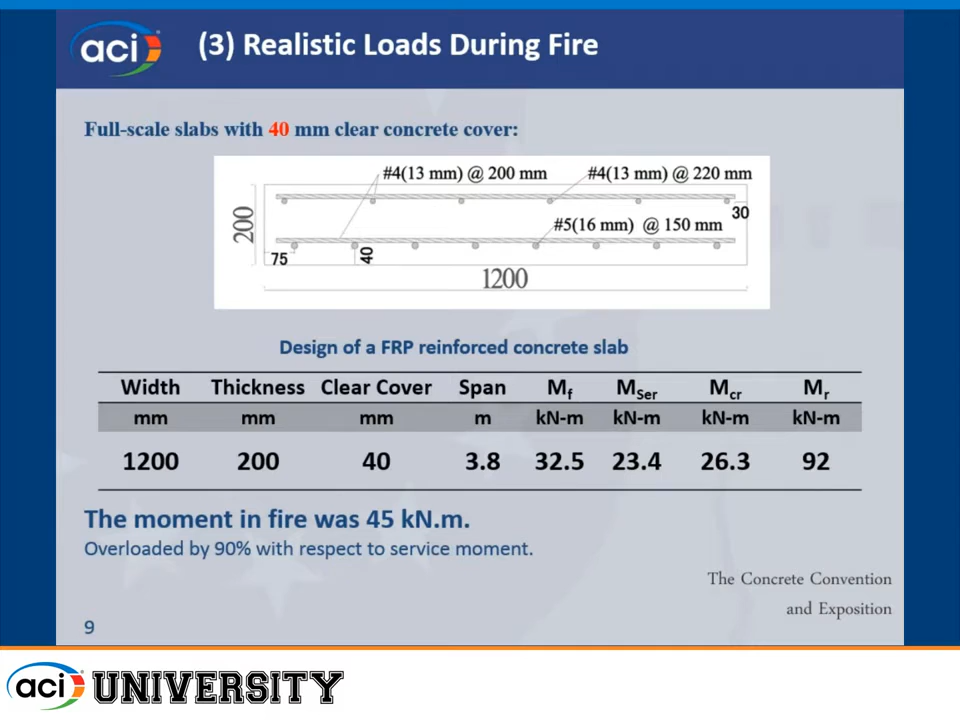 aci
(3) Realistic Loads During Fire
Full-scale slabs with 40 mm clear concrete cover:
#4(13 mm) @ 200 mm #4(13 mm) @ 220 mm
200
30
#5(16 mm) @ 150 mm
75
40
1200
Design of a FRP reinforced concrete slab
Width Thickness Clear Cover Span Mf MSer Mcr Mr
mm mm mm m kN-m kN-m kN-m kN-m
1200 200 40 3.8 32.5 23.4 26.3 92
The moment in fire was 45 kN.m.
Overloaded by 90% with respect to service moment.
The Concrete Convention
and Exposition
9
aci UNIVERSITY